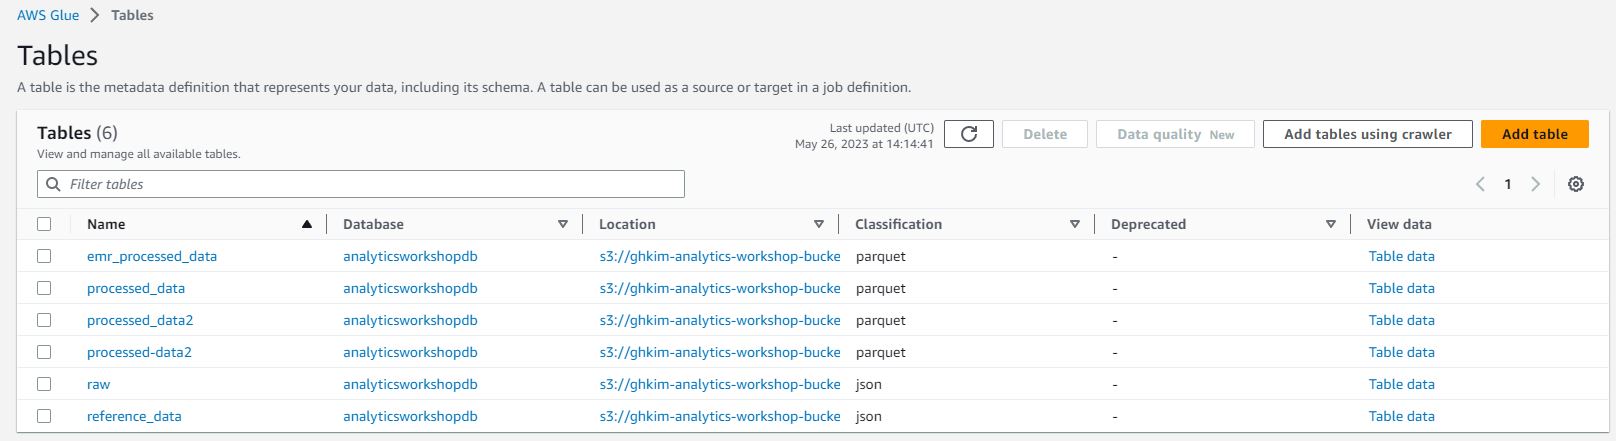 AWS Glue > Tables
Tables
A table is the metadata definition that represents your data, including its schema. A table can be used as a source or target in a job definition.
Tables (6)
View and manage all available tables.
Last updated (UTC)
May 26, 2023 at 14:14:41
Delete
Data quality New
Add tables using crawler
Add table
Filter tables
1
Name Database Location Classification Deprecated View data
emr_processed_data analyticsworkshopdb s3://ghkim-analytics-workshop-bucke parquet - Table data
processed_data analyticsworkshopdb s3://ghkim-analytics-workshop-bucke parquet - Table data
processed_data2 analyticsworkshopdb s3://ghkim-analytics-workshop-bucke parquet - Table data
processed-data2 analyticsworkshopdb s3://ghkim-analytics-workshop-bucke parquet - Table data
raw analyticsworkshopdb s3://ghkim-analytics-workshop-bucke json - Table data
reference_data analyticsworkshopdb s3://ghkim-analytics-workshop-bucke json - Table data